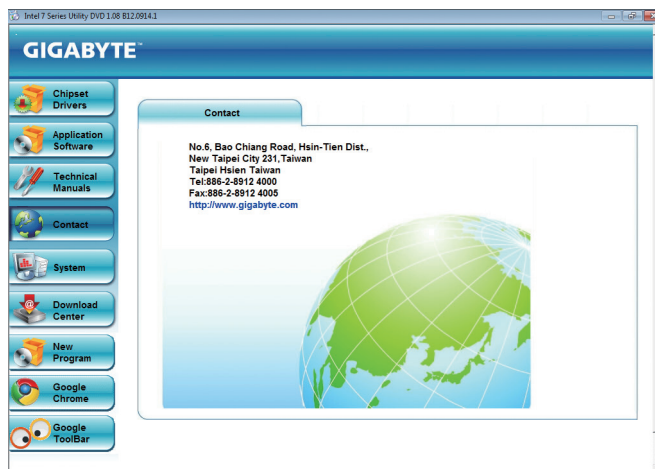 Intel 7 Series Utility DVD 1.08 B12.0914.1
GIGABYTE™
Chipset
Drivers
Application
Software
Technical
Manuals
Contact
System
Download
Center
New
Program
Google
Chrome
Google
ToolBar
Contact
No.6, Bao Chiang Road, Hsin-Tien Dist.,
New Taipei City 231,Taiwan
Taipei Hsien Taiwan
Tel:886-2-8912 4000
Fax:886-2-8912 4005
http://www.gigabyte.com